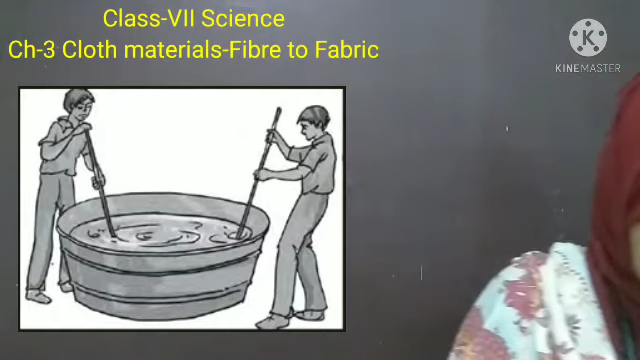 Class-VII Science
Ch-3 Cloth materials-Fibre to Fabric
KINEMASTER